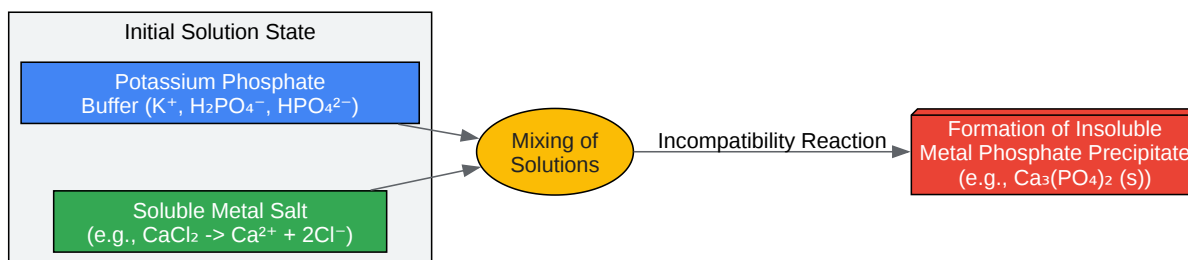 Initial Solution State
Potassium Phosphate
Buffer (K⁺, H₂PO₄⁻, HPO₄²⁻)
Soluble Metal Salt
(e.g., CaCl₂ -> Ca²⁺ + 2Cl⁻)
Mixing of
Solutions
Incompatibility Reaction
Formation of Insoluble
Metal Phosphate Precipitate
(e.g., Ca₃(PO₄)₂ (s))